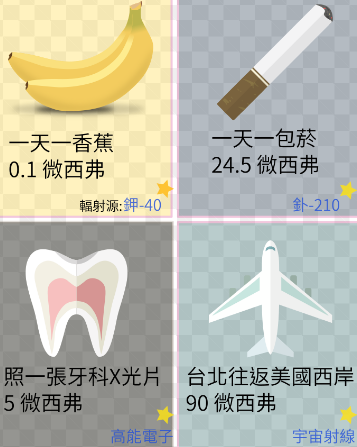 一天一香蕉
0.1 微西弗
輻射源:鉀-40
一天一包菸
24.5 微西弗
釙-210
照一張牙科X光片
5 微西弗
高能電子
台北往返美國西岸
90 微西弗
宇宙射線